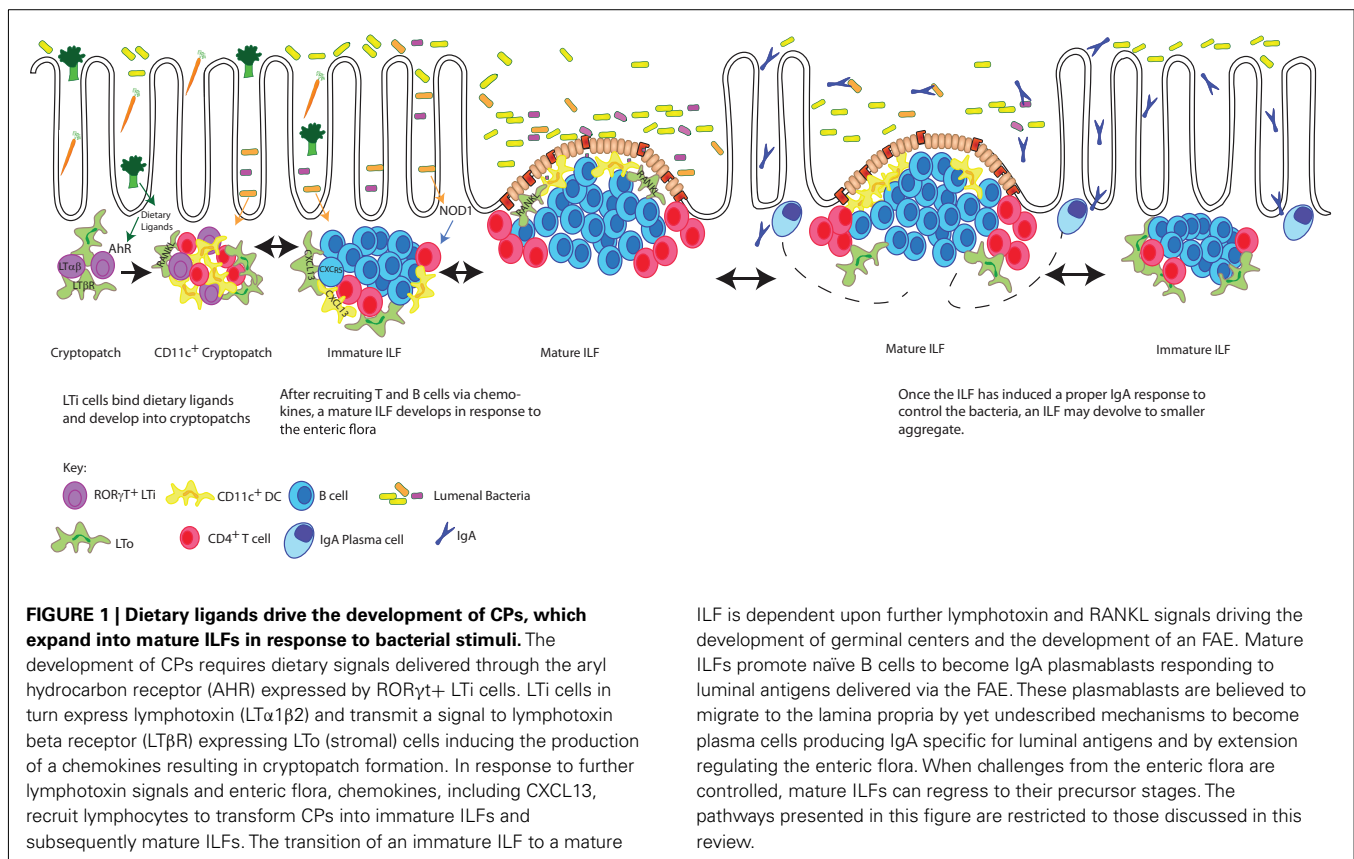 Dietary
Ligands
AhR
NOD1
RANKL
RANKL
RANKL
LTαβ
LTβR
CXCL13
CXCR5
CXCL13
Cryptopatch
CD11c+ Cryptopatch
Immature ILF
Mature ILF
Mature ILF
Immature ILF
LTi cells bind dietary ligands
and develop into cryptopatchs
After recruiting T and B cells via chemo-
kines, a mature ILF develops in response to
the enteric flora
Once the ILF has induced a proper IgA response to
control the bacteria, an ILF may devolve to smaller
aggregate.
Key:
RORγT+ LTi
CD11c+ DC
B cell
Lumenal Bacteria
LTo
CD4+ T cell
IgA Plasma cell
IgA
FIGURE 1 | Dietary ligands drive the development of CPs, which
expand into mature ILFs in response to bacterial stimuli. The
development of CPs requires dietary signals delivered through the aryl
hydrocarbon receptor (AHR) expressed by RORγt+ LTi cells. LTi cells in
turn express lymphotoxin (LTα1β2) and transmit a signal to lymphotoxin
beta receptor (LTβR) expressing LTo (stromal) cells inducing the production
of a chemokines resulting in cryptopatch formation. In response to further
lymphotoxin signals and enteric flora, chemokines, including CXCL13,
recruit lymphocytes to transform CPs into immature ILFs and
subsequently mature ILFs. The transition of an immature ILF to a mature
ILF is dependent upon further lymphotoxin and RANKL signals driving the
development of germinal centers and the development of an FAE. Mature
ILFs promote naïve B cells to become IgA plasmablasts responding to
luminal antigens delivered via the FAE. These plasmablasts are believed to
migrate to the lamina propria by yet undescribed mechanisms to become
plasma cells producing IgA specific for luminal antigens and by extension
regulating the enteric flora. When challenges from the enteric flora are
controlled, mature ILFs can regress to their precursor stages. The
pathways presented in this figure are restricted to those discussed in this
review.